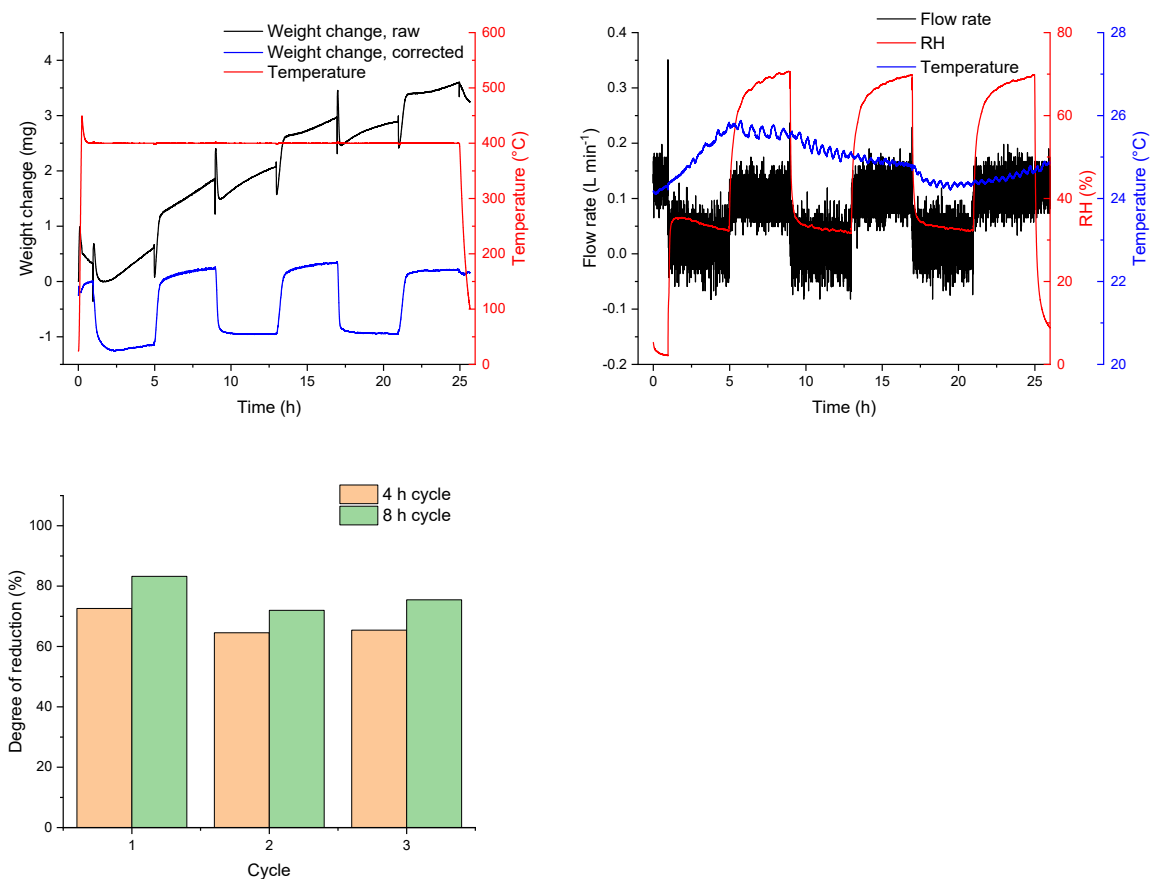 Weight change, raw
Weight change, corrected
Temperature
4
3
2
1
0
-1
Weight change (mg)
600
500
400
300
200
100
0
Temperature (°C)
0 5 10 15 20 25
Time (h)
Flow rate
RH
Temperature
0.4
0.3
0.2
0.1
0.0
-0.1
-0.2
Flow rate (L min-1)
80
60
40
20
0
RH (%)
28
26
24
22
20
Temperature (°C)
0 5 10 15 20 25
Time (h)
4 h cycle
8 h cycle
100
80
60
40
20
0
Degree of reduction (%)
1 2 3
Cycle